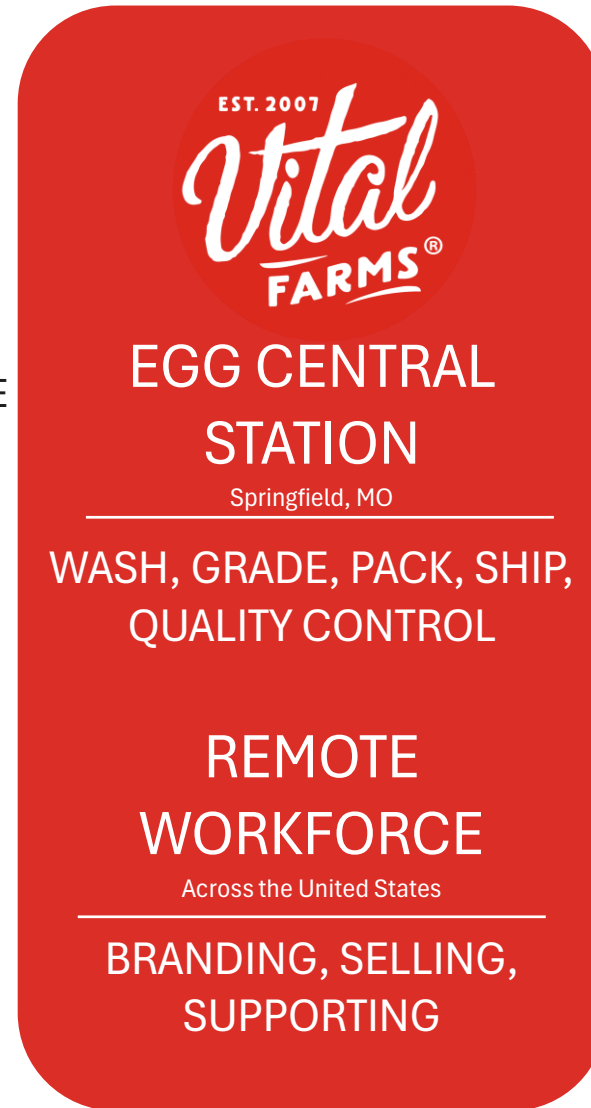 EST. 2007
Vital
FARMS®
E
EGG CENTRAL
STATION
Springfield, MO
WASH, GRADE, PACK, SHIP,
QUALITY CONTROL
REMOTE
WORKFORCE
Across the United States
BRANDING, SELLING,
SUPPORTING